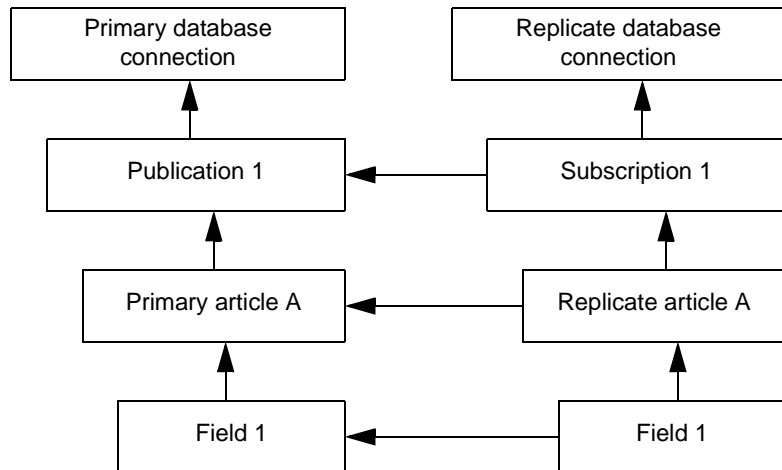 Primary database
connection
Replicate database
connection
Publication 1
Subscription 1
Primary article A
Replicate article A
Field 1
Field 1